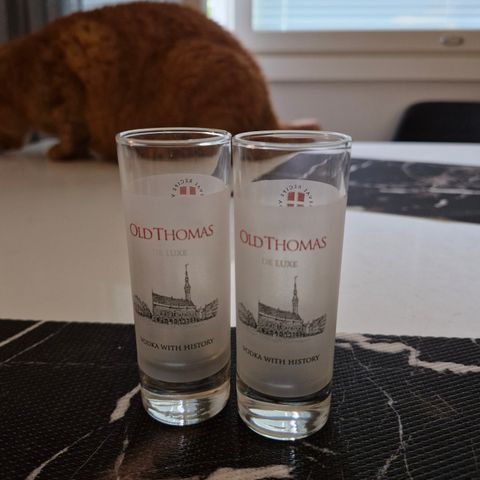 OLD THOMAS
DE LUXE
VODKA WITH HISTORY
OLD THOMAS
DE LUXE
VODKA WITH HISTORY